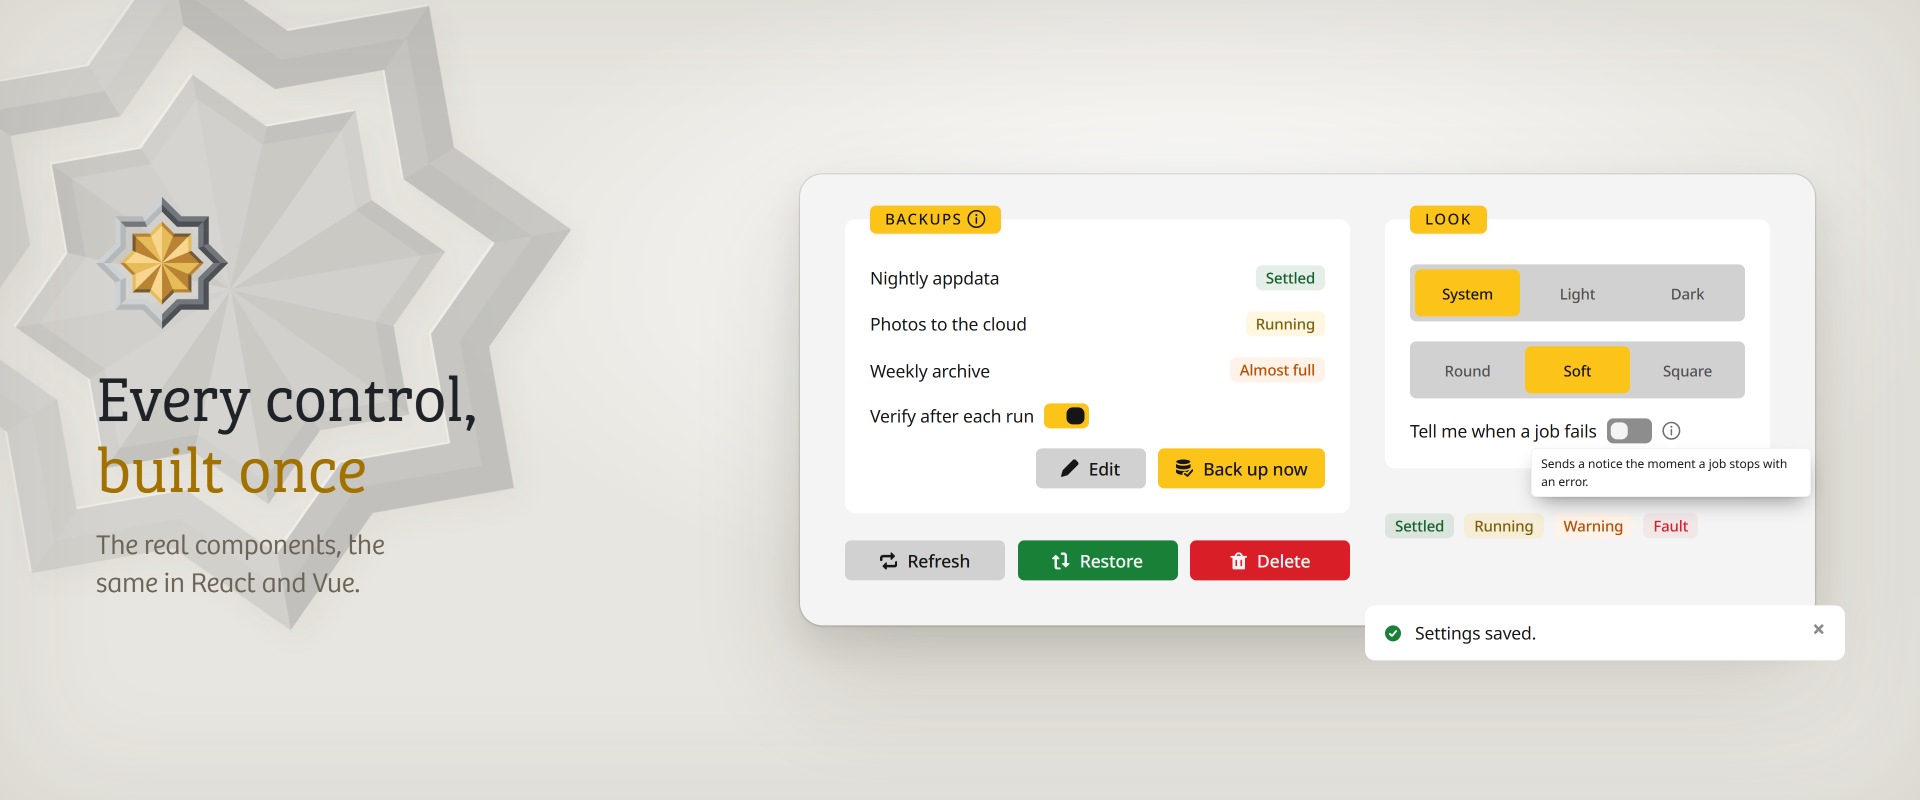 Every control,
built once
The real components, the
same in React and Vue.
BACKUPS
Nightly appdata
Settled
Photos to the cloud
Running
Weekly archive
Almost full
Verify after each run
Edit
Back up now
Refresh
Restore
Delete
LOOK
System
Light
Dark
Round
Soft
Square
Tell me when a job fails
Sends a notice the moment a job stops with
an error.
Settled
Running
Warning
Fault
Settings saved.